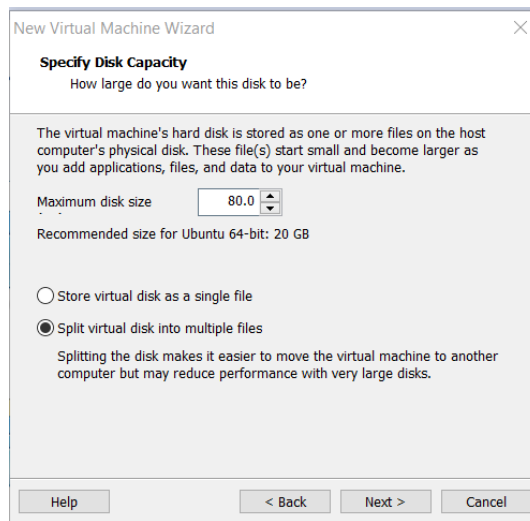 New Virtual Machine Wizard
Specify Disk Capacity
How large do you want this disk to be?
The virtual machine's hard disk is stored as one or more files on the host
computer's physical disk. These file(s) start small and become larger as
you add applications, files, and data to your virtual machine.
Maximum disk size 80.0
Recommended size for Ubuntu 64-bit: 20 GB
Store virtual disk as a single file
Split virtual disk into multiple files
Splitting the disk makes it easier to move the virtual machine to another
computer but may reduce performance with very large disks.
Help < Back Next > Cancel